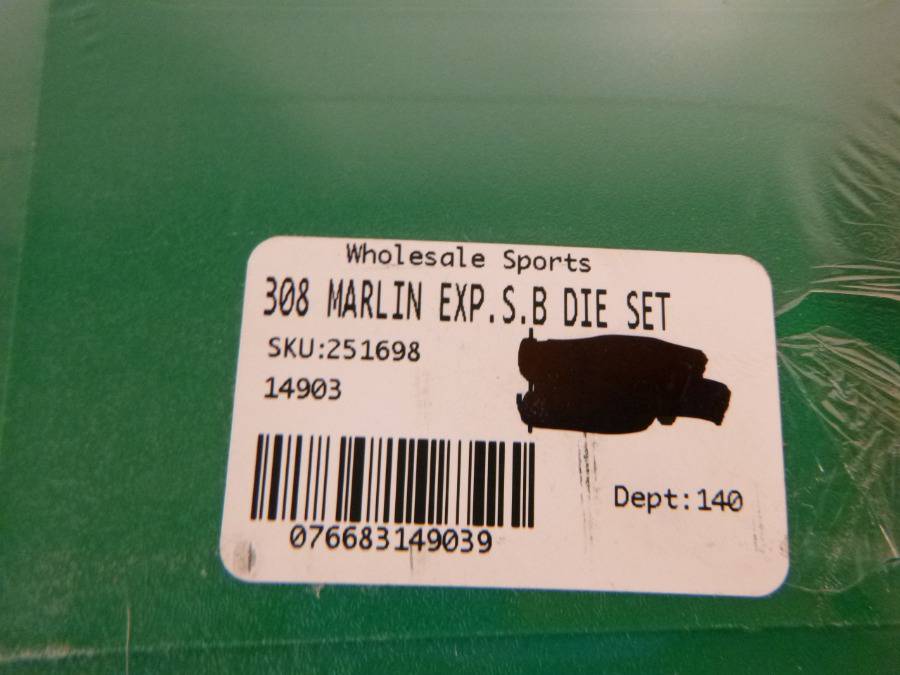 Wholesale Sports
308 MARLIN EXP.S.B DIE SET
SKU:251698
14903
Dept:140
076683149039